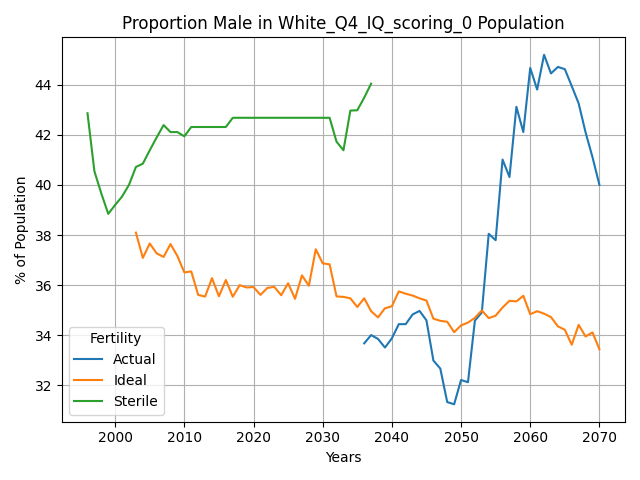 Proportion Male in White_Q4_IQ_scoring_0 Population
% of Population
44
42
40
38
36
34
32
Fertility
Actual
Ideal
Sterile
2000 2010 2020 2030 2040 2050 2060 2070
Years